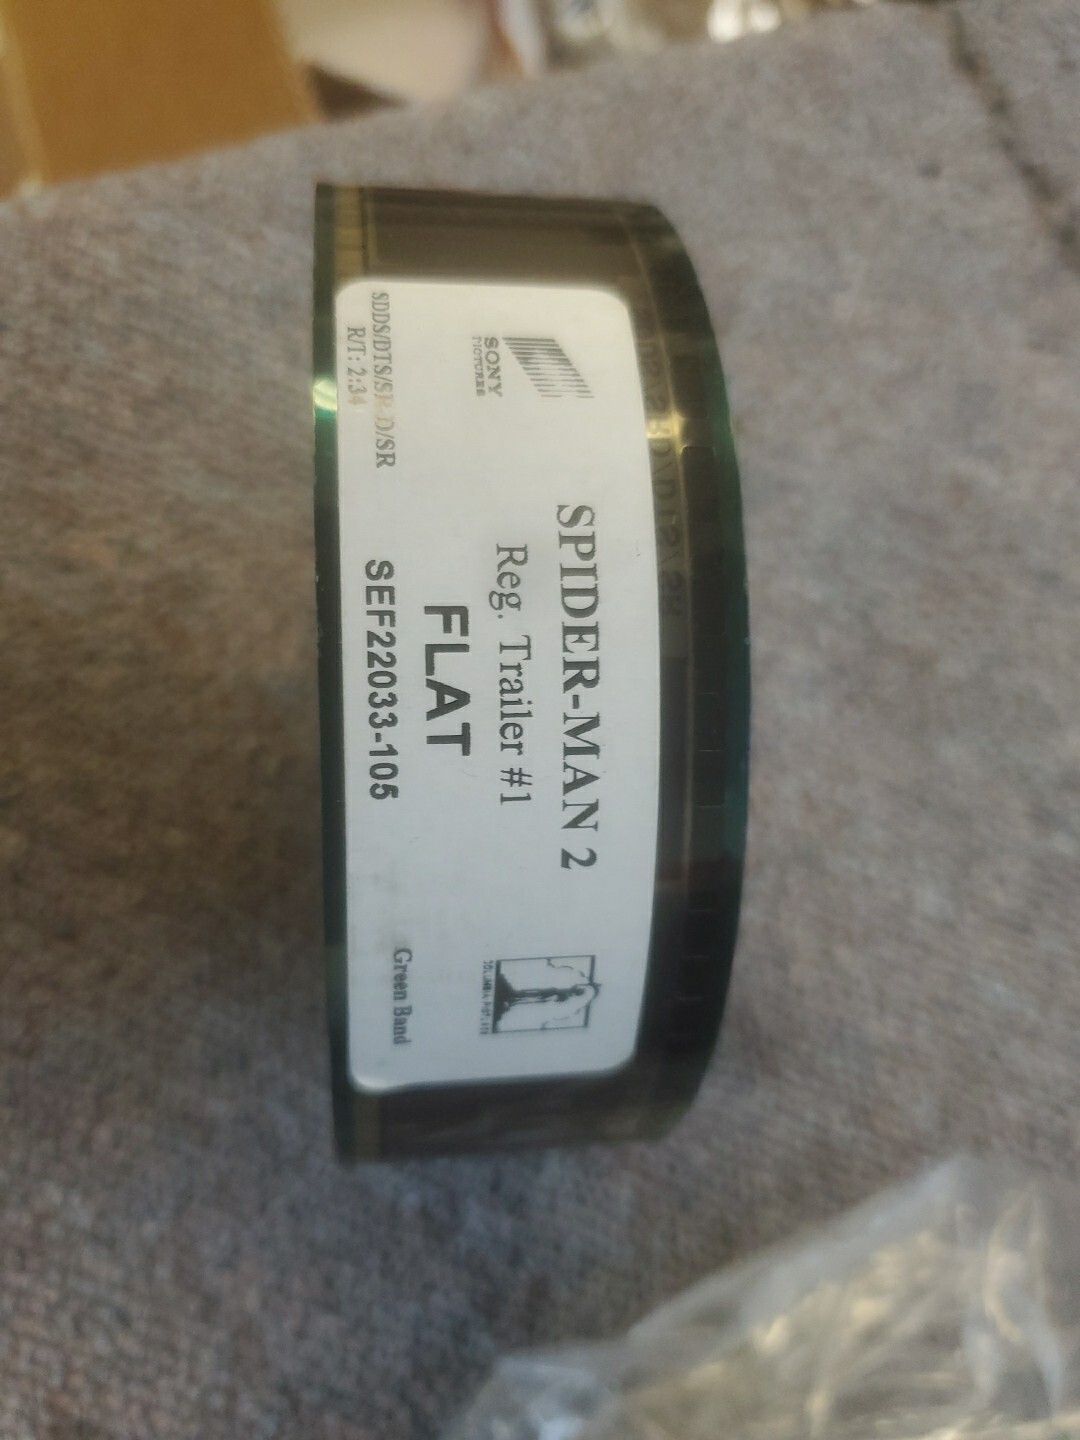 SONY
PICTURES
SPIDER-MAN 2
Reg. Trailer #1
FLAT
SDDS/DTS/SR-D/SR
R/T: 2:34
SEF22033-105
Green Band